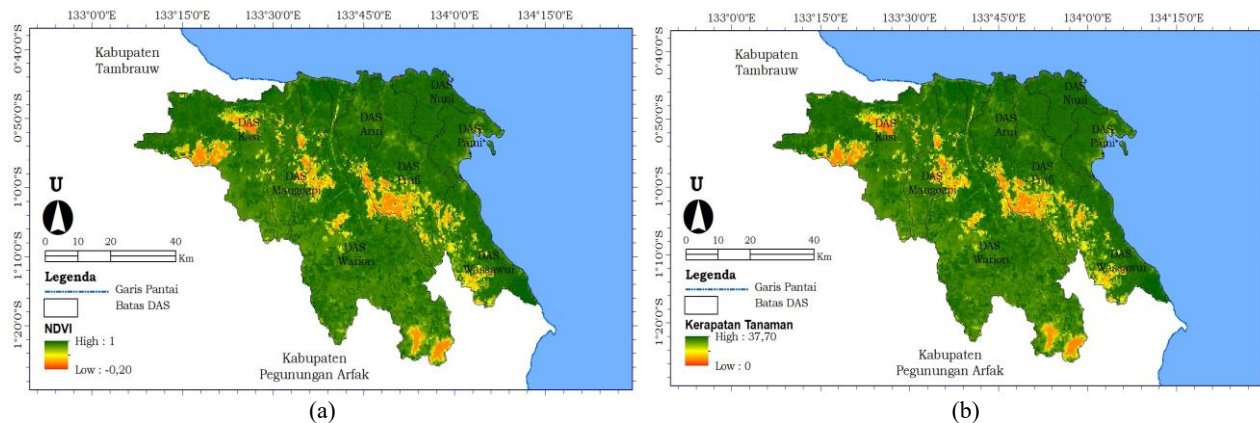 133°0'0"E 133°15'0"E 133°30'0"E 133°45'0"E 134°0'0"E 134°15'0"E
0°40'0"S
0°50'0"S
1°0'0"S
1°10'0"S
1°20'0"S
Kabupaten
Tambrauw
DAS
Nuni
DAS
Kasi
DAS
Arui
DAS
Pami
DAS
Mangoapi
DAS
Prafi
DAS
Wariori
DAS
Wassawui
U
0 10 20 40
Km
Legenda
Garis Pantai
Batas DAS
NDVI
High : 1
Low : -0,20
Kabupaten
Pegunungan Arfak
(a)
133°0'0"E 133°15'0"E 133°30'0"E 133°45'0"E 134°0'0"E 134°15'0"E
0°40'0"S
0°50'0"S
1°0'0"S
1°10'0"S
1°20'0"S
Kabupaten
Tambrauw
DAS
Nuni
DAS
Kasi
DAS
Arui
DAS
Pami
DAS
Mangoapi
DAS
Prafi
DAS
Wariori
DAS
Wassawui
U
0 10 20 40
Km
Legenda
Garis Pantai
Batas DAS
Kerapatan Tanaman
High : 37,70
Low : 0
Kabupaten
Pegunungan Arfak
(b)